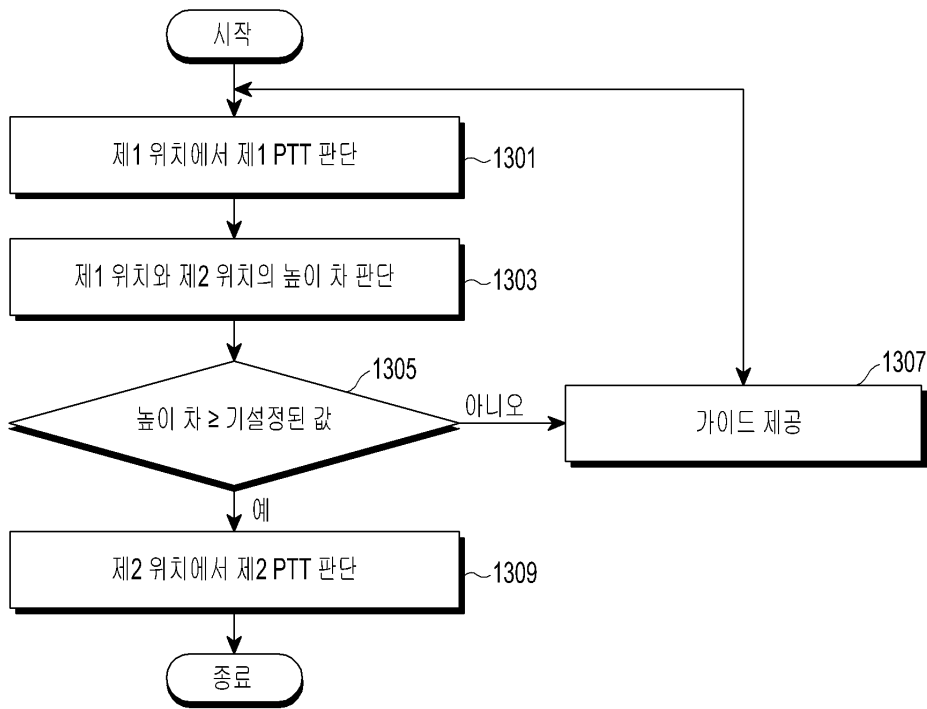 시작
제1 위치에서 제1 PTT 판단
1301
제1 위치와 제2 위치의 높이 차 판단
1303
1305
높이 차 ≥ 기설정된 값
아니오
1307
가이드 제공
예
제2 위치에서 제2 PTT 판단
1309
종료